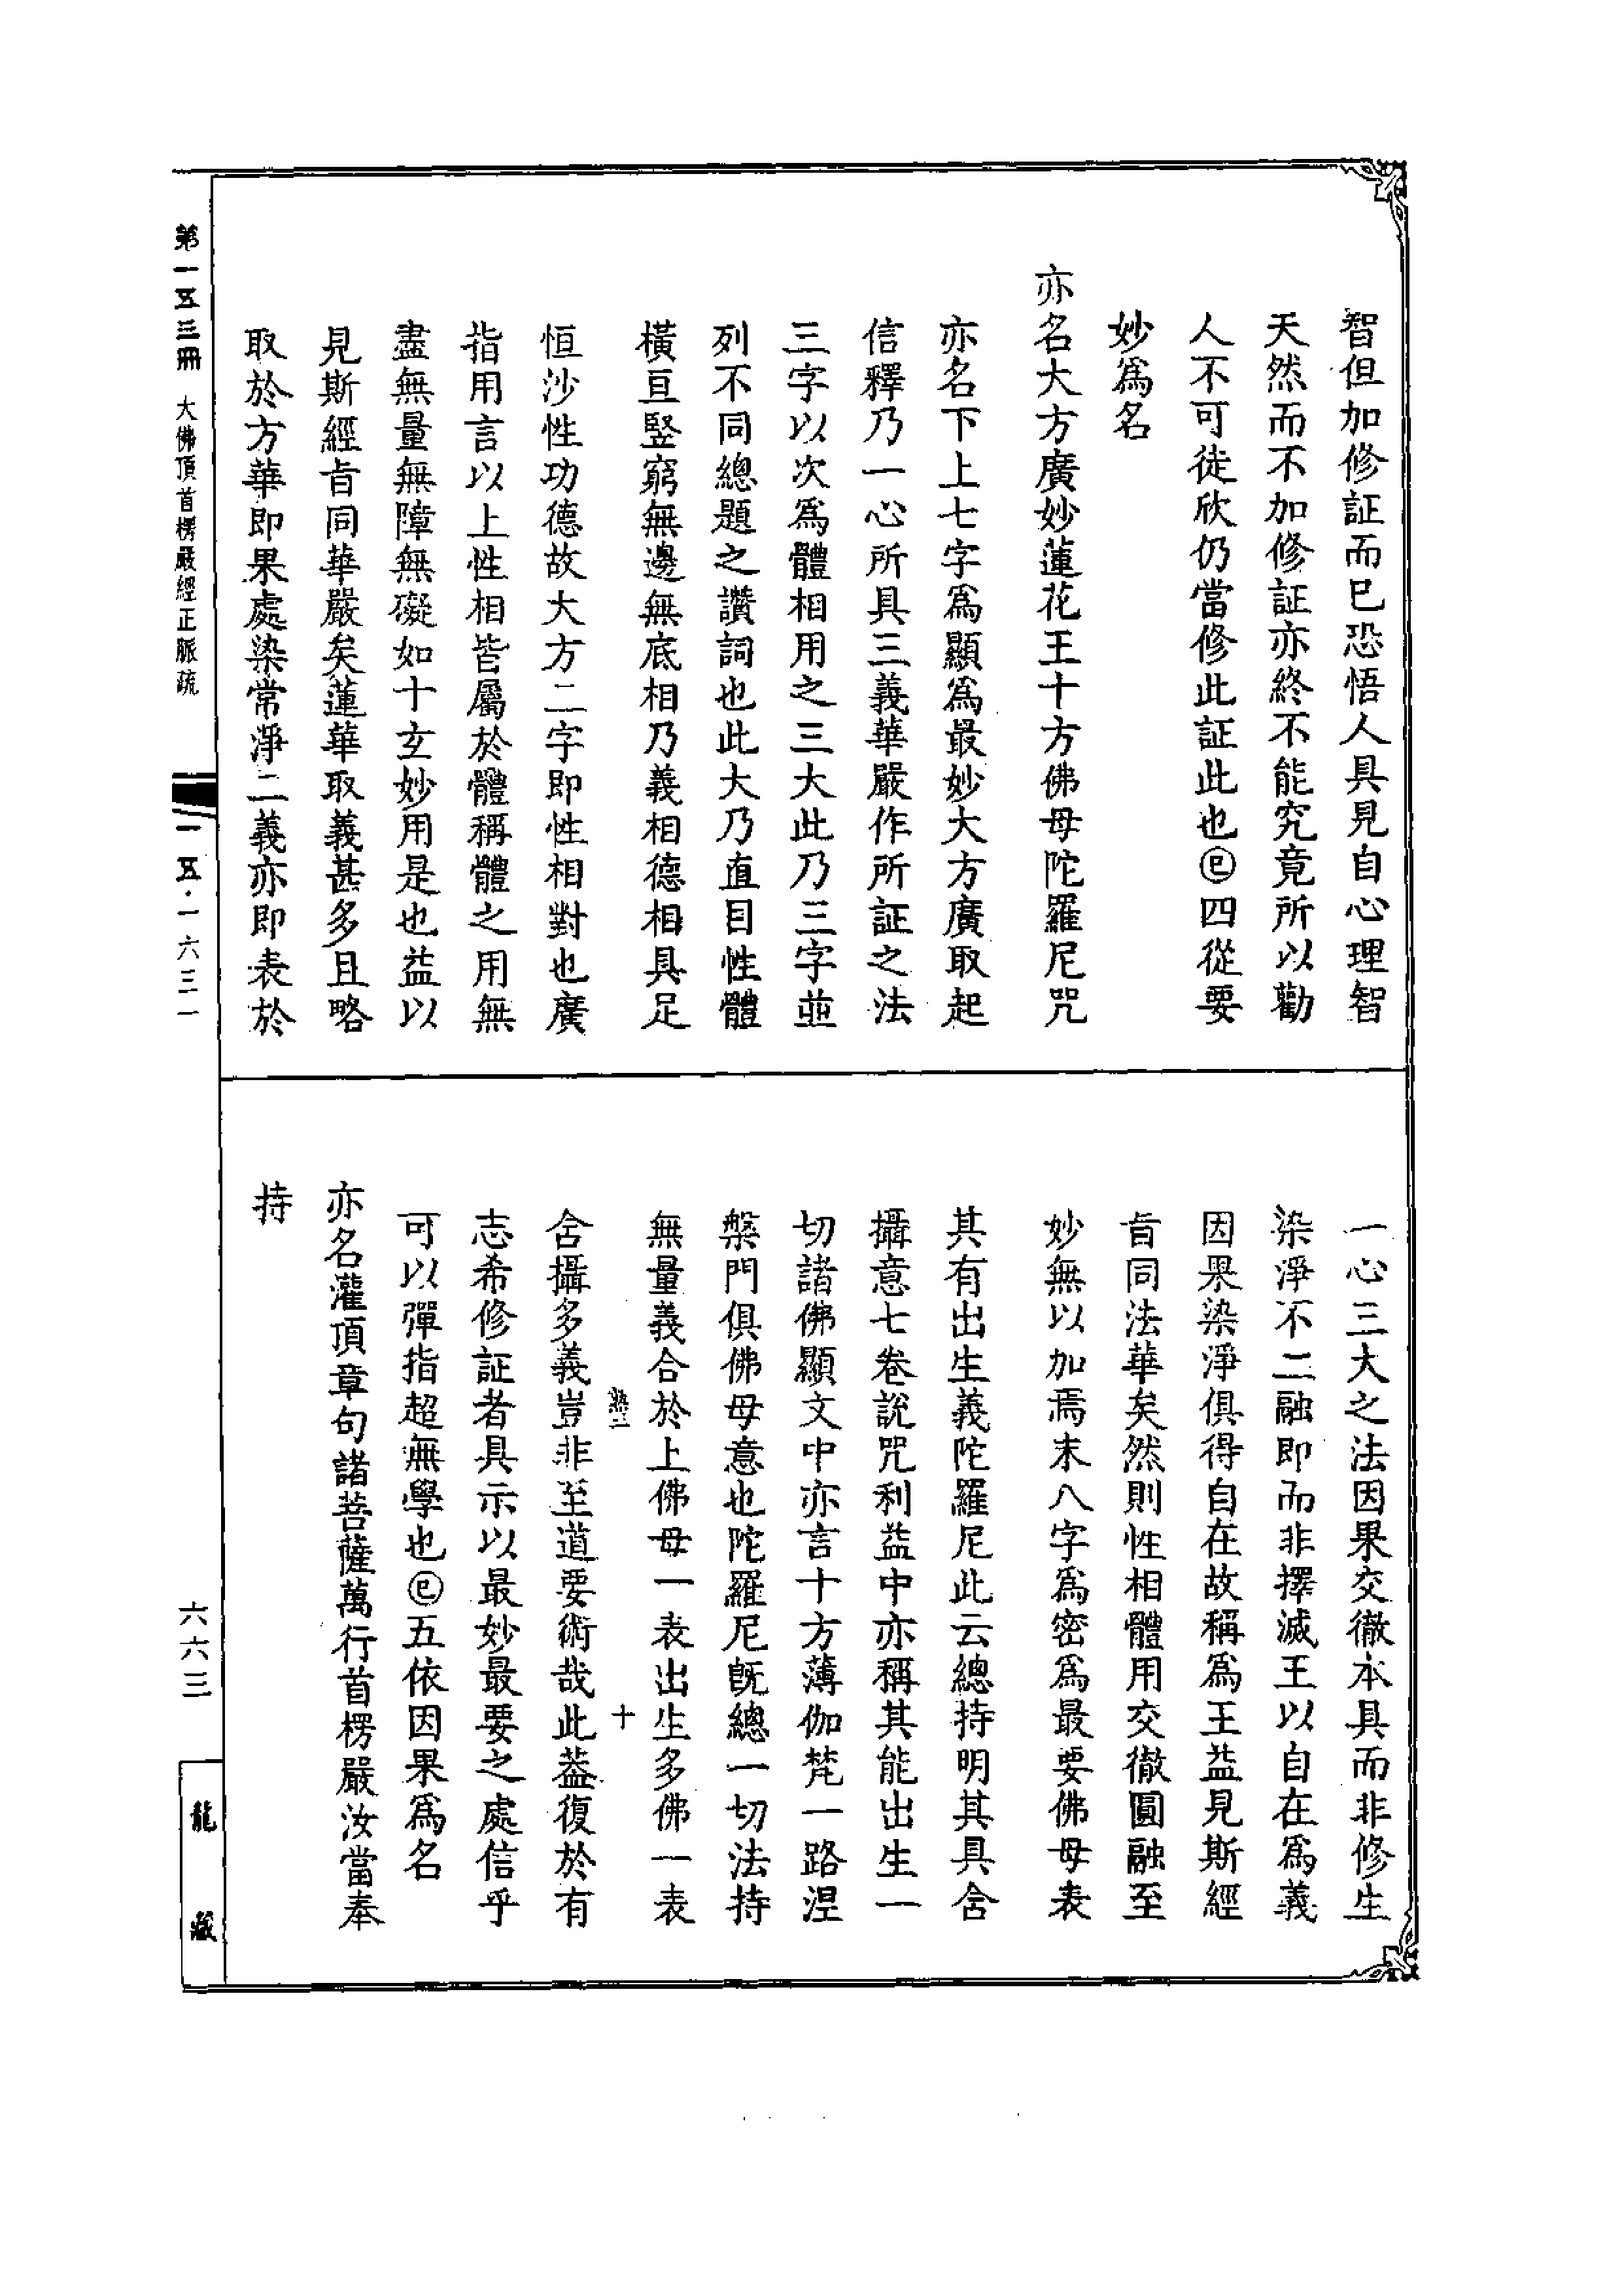 智但加修証而巳恐悟人具見自心理智
天然而不加修証亦終不能究竟所以勸
人不可徒欣仍當修此証此也㊁四從要
妙爲名
亦名大方廣妙蓮花王十方佛母陀羅尼咒
亦名下上七字爲顯爲最妙大方廣取起
信釋乃一心所具三義華嚴作所証之法
三字以次爲體相用之三大此乃三字並
列不同總題之讚詞也此大乃直目性體
橫亘竪窮無邊無底相乃義相德相具足
恒沙性功德故大方二字即性相對也廣
指用言以上性相皆屬於體稱體之用無
盡無量無障無礙如十玄妙用是也益以
見斯經旨同華嚴矣蓮華取義甚多且略
取於方華即果處染常淨二義亦即表於
一心三大之法因果交徹本具而非修生
染淨不二融即而非擇滅王以自在爲義
因果染淨俱得自在故稱爲王益見斯經
旨同法華矣然則性相體用交徹圓融至
妙無以加焉末八字爲密爲最要佛母表
其有出生義陀羅尼此云總持明其具含
攝意七卷說咒利益中亦稱其能出生一
切諸佛顯文中亦言十方薄伽梵一路涅
槃門俱佛母意也陀羅尼旣總一切法持
無量義合於上佛母一表出生多佛一表
含攝多義豈非至道要術哉此葢復於有
志希修証者具示以最妙最要之處信乎
可以彈指超無學也㊁五依因果爲名
亦名灌頂章句諸菩薩萬行首楞嚴汝當奉
持
十
第一五三冊 大佛頂首楞嚴經正脈疏
一五·一六三一
六六三
龍藏